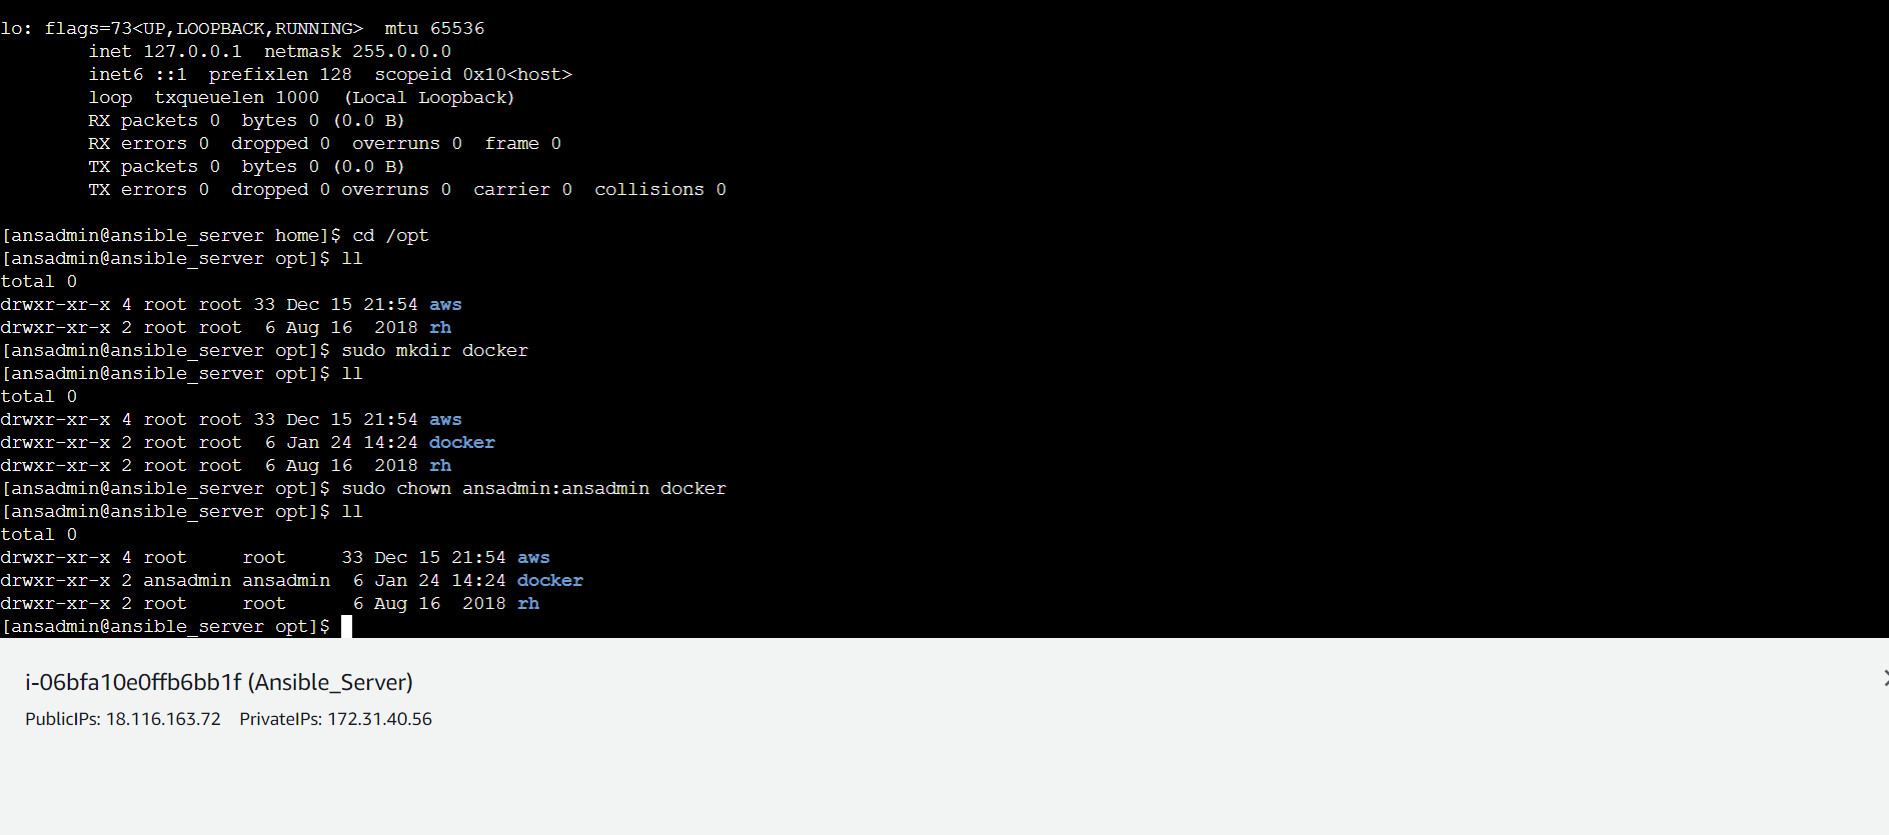 lo: flags=73<UP,LOOPBACK,RUNNING>  mtu 65536
        inet 127.0.0.1  netmask 255.0.0.0
        inet6 ::1  prefixlen 128  scopeid 0x10<host>
        loop  txqueuelen 1000  (Local Loopback)
        RX packets 0  bytes 0 (0.0 B)
        RX errors 0  dropped 0  overruns 0  frame 0
        TX packets 0  bytes 0 (0.0 B)
        TX errors 0  dropped 0 overruns 0  carrier 0  collisions 0

[ansadmin@ansible_server home]$ cd /opt
[ansadmin@ansible_server opt]$ ll
total 0
drwxr-xr-x 4 root root 33 Dec 15 21:54 aws
drwxr-xr-x 2 root root  6 Aug 16  2018 rh
[ansadmin@ansible_server opt]$ sudo mkdir docker
[ansadmin@ansible_server opt]$ ll
total 0
drwxr-xr-x 4 root root 33 Dec 15 21:54 aws
drwxr-xr-x 2 root root  6 Jan 24 14:24 docker
drwxr-xr-x 2 root root  6 Aug 16  2018 rh
[ansadmin@ansible_server opt]$ sudo chown ansadmin:ansadmin docker
[ansadmin@ansible_server opt]$ ll
total 0
drwxr-xr-x 4 root     root     33 Dec 15 21:54 aws
drwxr-xr-x 2 ansadmin ansadmin  6 Jan 24 14:24 docker
drwxr-xr-x 2 root     root      6 Aug 16  2018 rh
[ansadmin@ansible_server opt]$
i-06bfa10e0ffb6bb1f (Ansible_Server)
PublicIPs: 18.116.163.72    PrivateIPs: 172.31.40.56